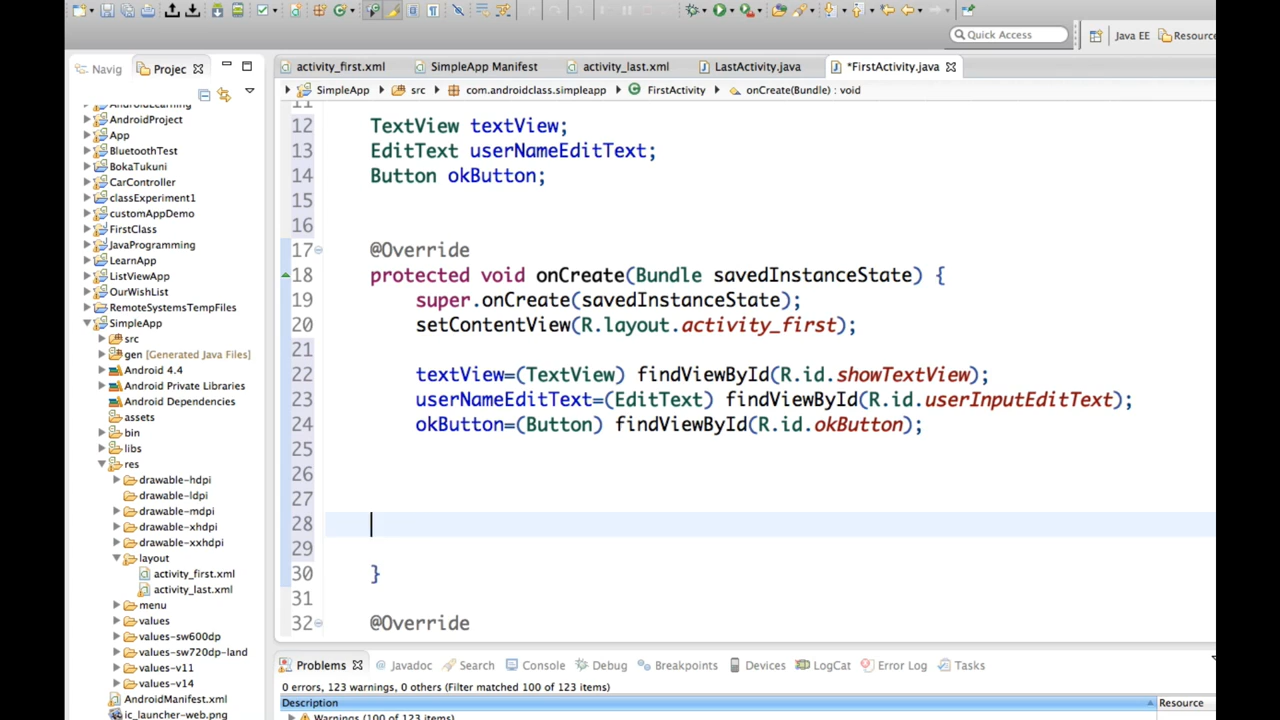 Quick Access
Java EE
Resource
Navig
Projec
activity_first.xml
SimpleApp Manifest
activity_last.xml
LastActivity.java
*FirstActivity.java
SimpleApp
src
com.androidclass.simpleapp
FirstActivity
onCreate(Bundle) : void
AndroidLearning
AndroidProject
App
BluetoothTest
BokaTukuni
CarController
classExperiment1
customAppDemo
FirstClass
JavaProgramming
LearnApp
ListViewApp
OurWishList
RemoteSystemsTempFiles
SimpleApp
src
gen [Generated Java Files]
Android 4.4
Android Private Libraries
Android Dependencies
assets
bin
libs
res
drawable-hdpi
drawable-ldpi
drawable-mdpi
drawable-xhdpi
drawable-xxhdpi
layout
activity_first.xml
activity_last.xml
menu
values
values-sw600dp
values-sw720dp-land
values-v11
values-v14
AndroidManifest.xml
ic_launcher-web.png
11
12 TextView textView;
13 EditText userNameEditText;
14 Button okButton;
15
16
17 @Override
18 protected void onCreate(Bundle savedInstanceState) {
19 super.onCreate(savedInstanceState);
20 setContentView(R.layout.activity_first);
21
22 textView=(TextView) findViewById(R.id.showTextView);
23 userNameEditText=(EditText) findViewById(R.id.userInputEditText);
24 okButton=(Button) findViewById(R.id.okButton);
25
26
27
28
29
30 }
31
32 @Override
Problems
@ Javadoc
Search
Console
Debug
Breakpoints
Devices
LogCat
Error Log
Tasks
0 errors, 123 warnings, 0 others (Filter matched 100 of 123 items)
Description
Resource
Warnings (100 of 123 items)